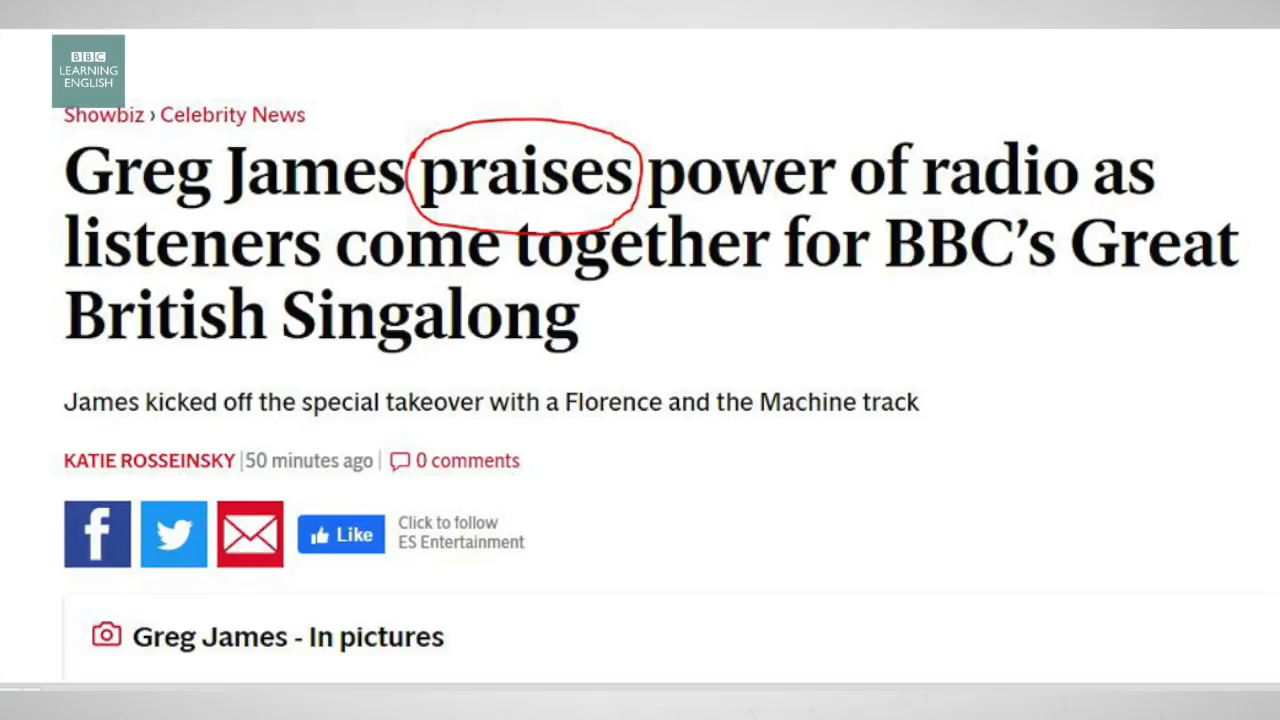 BBC
LEARNING
ENGLISH
Showbiz › Celebrity News
Greg James praises power of radio as
listeners come together for BBC's Great
British Singalong
James kicked off the special takeover with a Florence and the Machine track
KATIE ROSSEINSKY | 50 minutes ago | 0 comments
f Like Click to follow
ES Entertainment
Greg James - In pictures